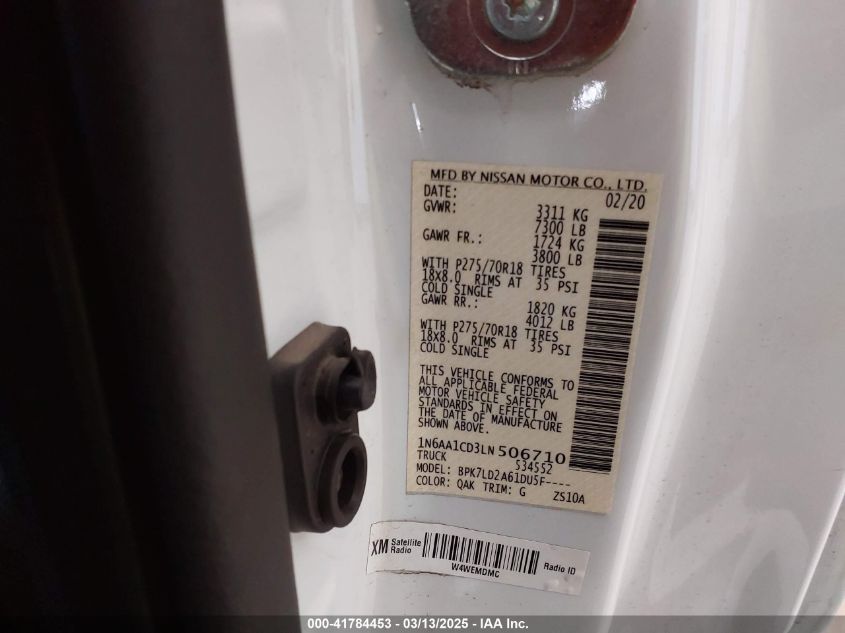 MFD BY NISSAN MOTOR CO., LTD.
DATE: 02/20
GVWR: 3311 KG
7300 LB
GAWR FR.: 1724 KG
3800 LB
WITH P275/70R18 TIRES
18X8.0 RIMS AT 35 PSI
COLD SINGLE
GAWR RR.: 1820 KG
4012 LB
WITH P275/70R18 TIRES
18X8.0 RIMS AT 35 PSI
COLD SINGLE
THIS VEHICLE CONFORMS TO
ALL APPLICABLE FEDERAL
MOTOR VEHICLE SAFETY
STANDARDS IN EFFECT ON
THE DATE OF MANUFACTURE
SHOWN ABOVE.
1N6AA1CD3LN506710
TRUCK 534552
MODEL: BPK7LD2A61DU5F----
COLOR: QAK TRIM: G ZS10A
XM Satellite Radio
W4WEMDMC
Radio ID
000-41784453 - 03/13/2025 - IAA Inc.